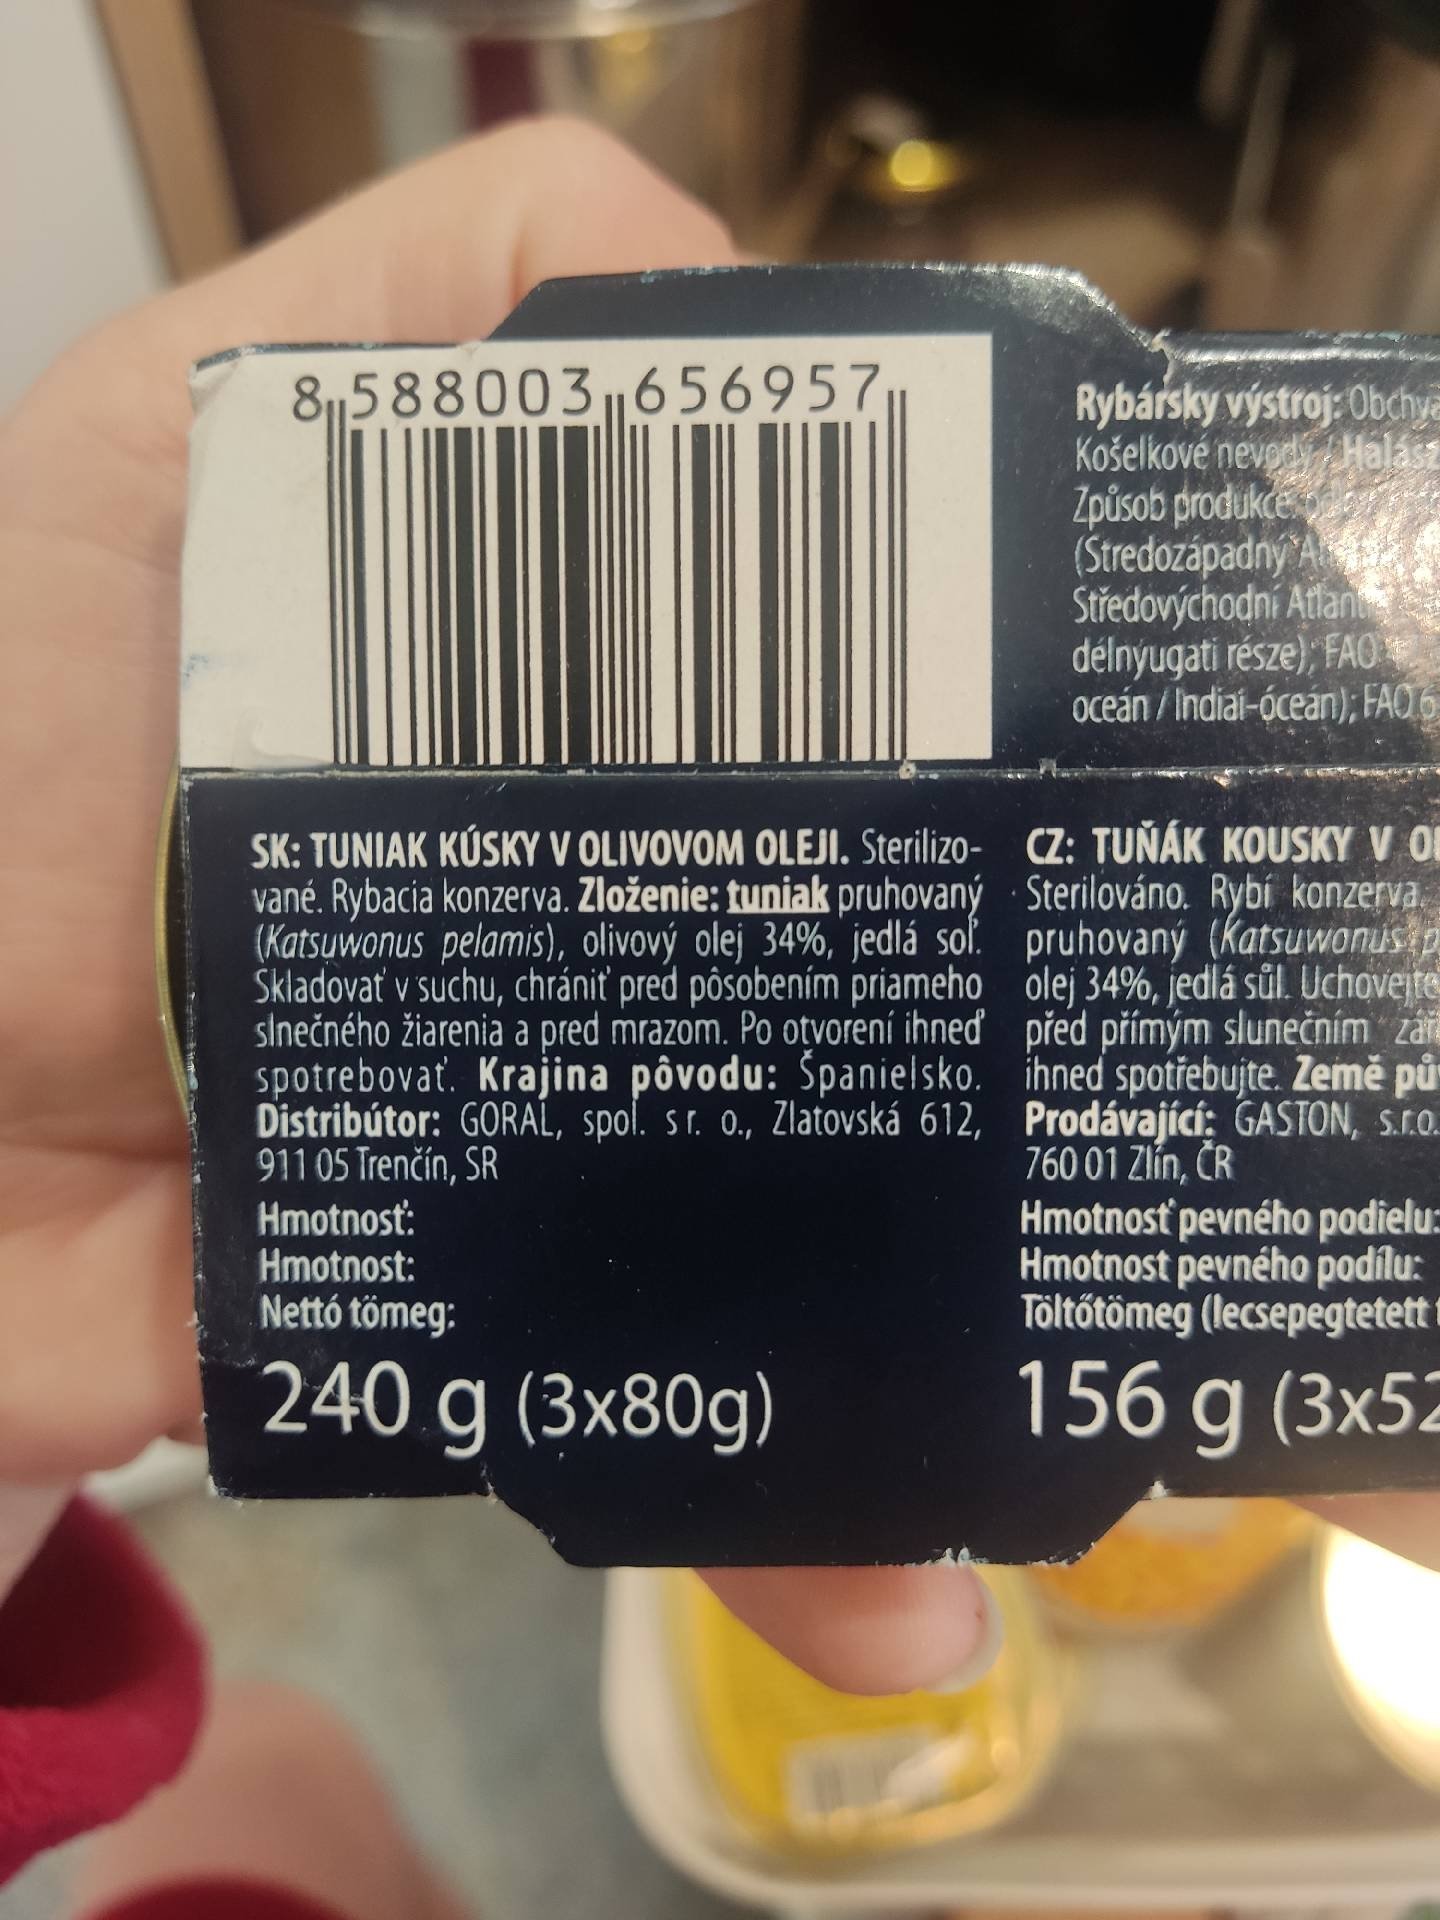 8 588003 656957
Rybársky výstroj:
Košelkové nevody / Halász
Způsob produkce:
(Stredozápadný
Středovýchodní
délnyugati része); FAO
oceán / Indiai-óceán); FAO 6
SK: TUNIAK KÚSKY V OLIVOVOM OLEJI. Sterilizo-
vané. Rybacia konzerva. Zloženie: tuniak pruhovaný
(Katsuwonus pelamis), olivový olej 34%, jedlá soľ.
Skladovať v suchu, chrániť pred pôsobením priameho
slnečného žiarenia a pred mrazom. Po otvorení ihneď
spotrebovať. Krajina pôvodu: Španielsko.
Distribútor: GORAL, spol. s r. o., Zlatovská 612,
911 05 Trenčín, SR
Hmotnosť:
Hmotnost:
Nettó tömeg:
240 g (3x80g)
CZ: TUŇÁK KOUSKY V
Sterilováno. Rybí konzerva.
pruhovaný (Katsuwonus
olej 34%, jedlá sůl. Uchovejte
před přímým slunečním
ihned spotřebujte. Země
Prodávající: GASTON, s.r.o.
760 01 Zlín, ČR
Hmotnosť pevného podielu:
Hmotnost pevného podílu:
Töltőtömeg (lecsepegtetett
156 g (3x52